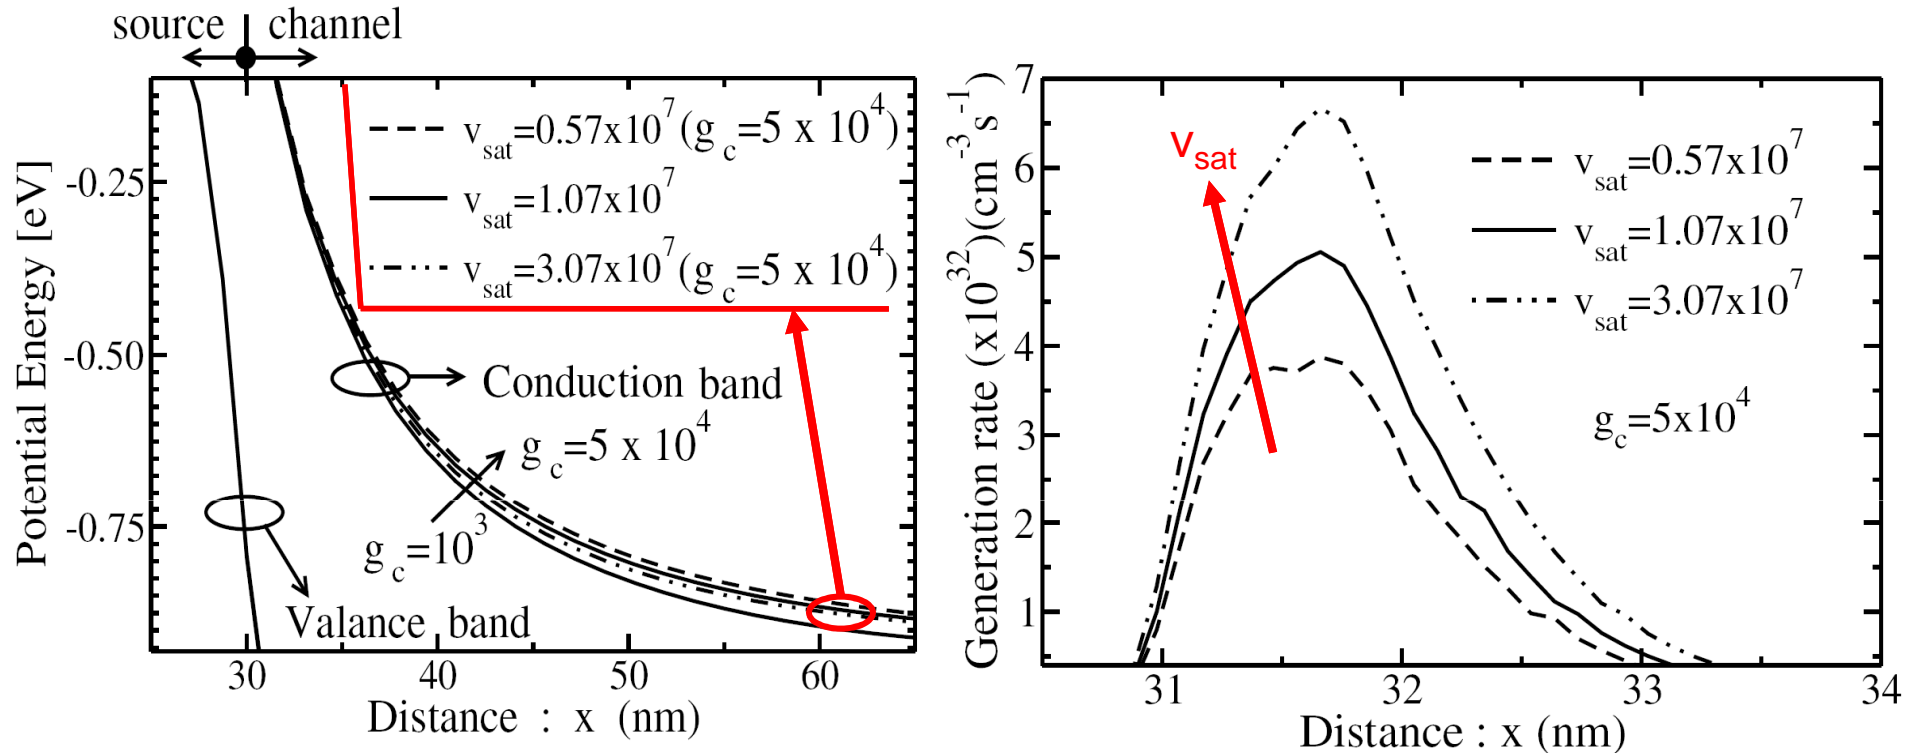 source channel
v_sat=0.57x10^7(g_c=5 x 10^4)
v_sat=1.07x10^7
v_sat=3.07x10^7(g_c=5 x 10^4)
Conduction band
g_c=5 x 10^4
g_c=10^3
Valance band
Potential Energy [eV]
-0.25
-0.50
-0.75
30 40 50 60
Distance : x (nm)
Generation rate (x10^32)(cm^-3 s^-1)
7
6
5
4
3
2
1
v_sat
v_sat=0.57x10^7
v_sat=1.07x10^7
v_sat=3.07x10^7
g_c=5x10^4
31 32 33 34
Distance : x (nm)